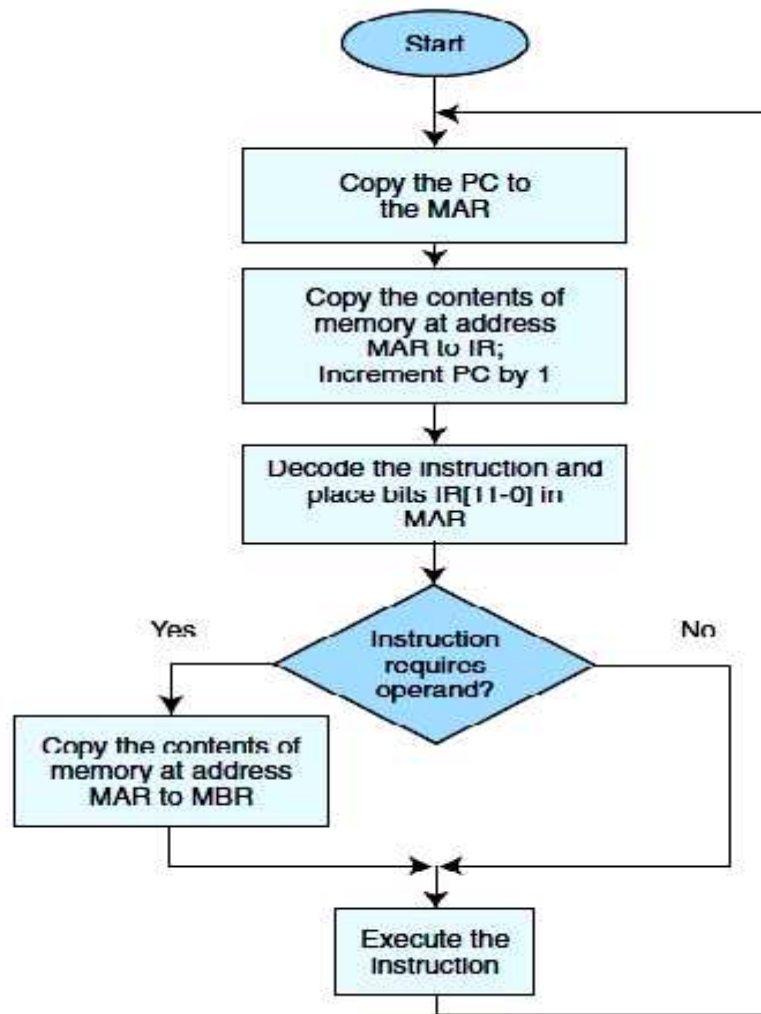 Start
Copy the PC to
the MAR
Copy the contents of
memory at address
MAR to IR;
Increment PC by 1
Decode the instruction and
place bits IR[11-0] in
MAR
Instruction
requires
operand?
Yes
No
Copy the contents of
memory at address
MAR to MBR
Execute the
instruction